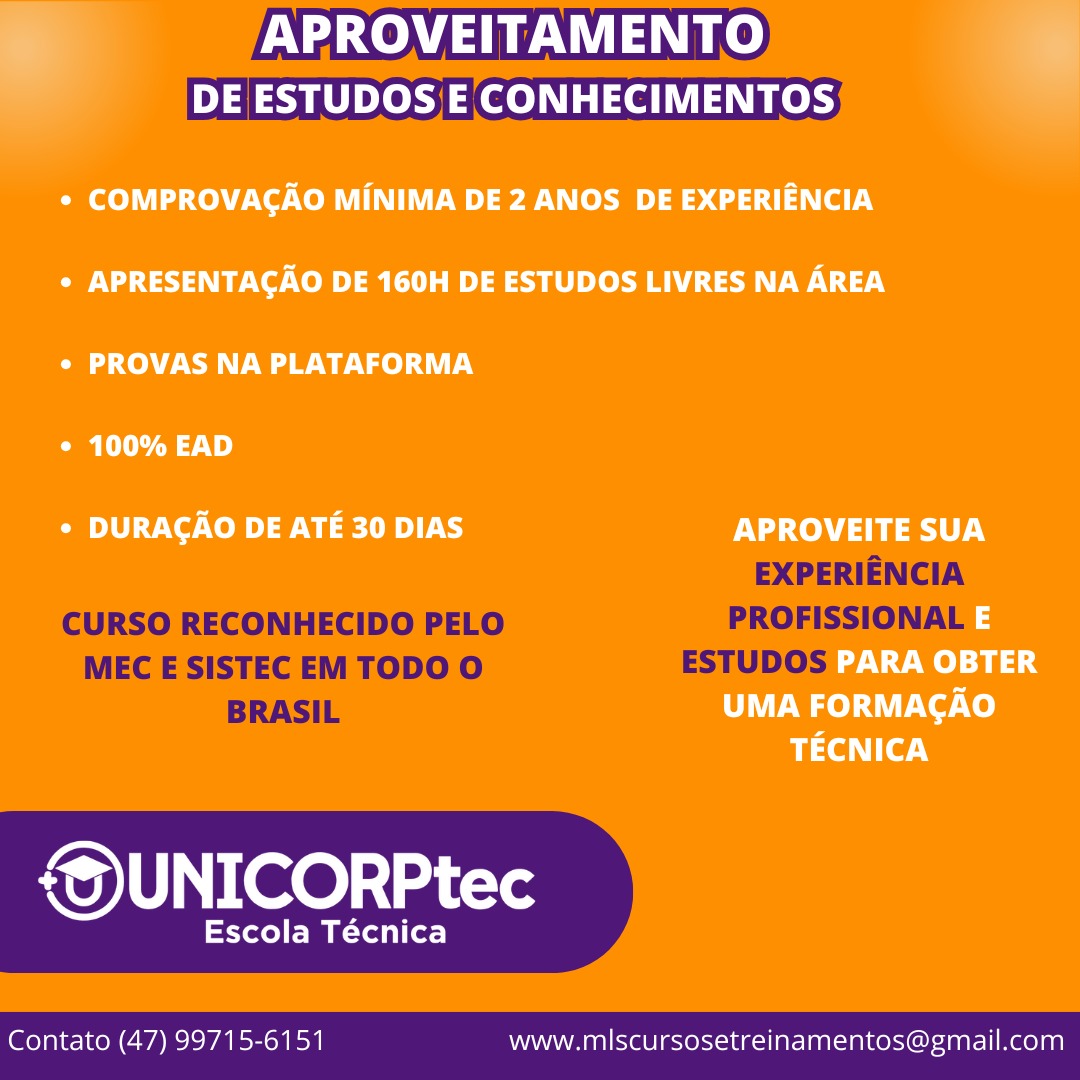 APROVEITAMENTO
DE ESTUDOS E CONHECIMENTOS
• COMPROVAÇÃO MÍNIMA DE 2 ANOS  DE EXPERIÊNCIA
• APRESENTAÇÃO DE 160H DE ESTUDOS LIVRES NA ÁREA
• PROVAS NA PLATAFORMA
• 100% EAD
• DURAÇÃO DE ATÉ 30 DIAS
CURSO RECONHECIDO PELO
MEC E SISTEC EM TODO O
BRASIL
APROVEITE SUA
EXPERIÊNCIA
PROFISSIONAL E
ESTUDOS PARA OBTER
UMA FORMAÇÃO
TÉCNICA
UNICORPtec
Escola Técnica
Contato (47) 99715-6151
www.mlscursosetreinamentos@gmail.com